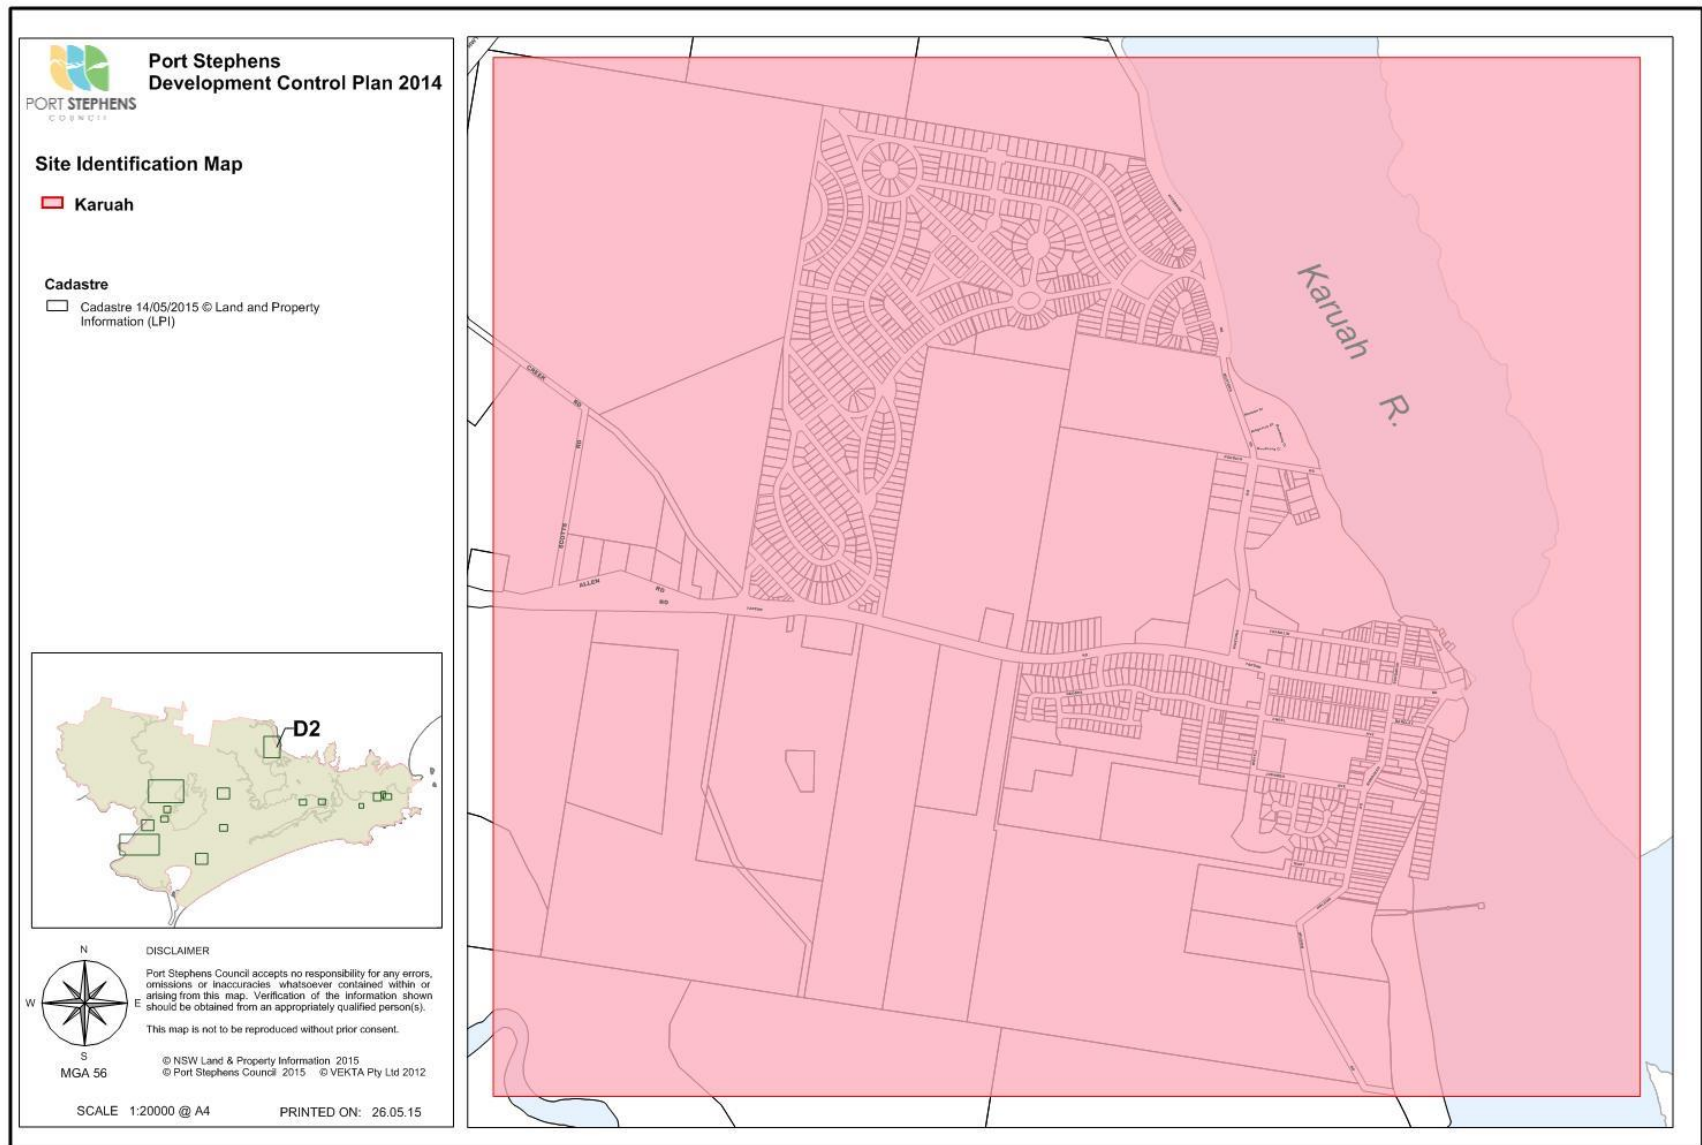 Port Stephens
Development Control Plan 2014
PORT STEPHENS
COUNCIL
Site Identification Map
Karuah
Cadastre
Cadastre 14/05/2015 © Land and Property
Information (LPI)
D2
N
W
E
S
MGA 56
DISCLAIMER
Port Stephens Council accepts no responsibility for any errors,
omissions or inaccuracies whatsoever contained within or
arising from this map. Verification of the information shown
should be obtained from an appropriately qualified person(s).
This map is not to be reproduced without prior consent.
© NSW Land & Property Information 2015
© Port Stephens Council 2015 © VEKTA Pty Ltd 2012
SCALE 1:20000 @ A4
PRINTED ON: 26.05.15
Karuah R.
CREEK
RD
RD
SCOTTS
ALLEN
RD
RD